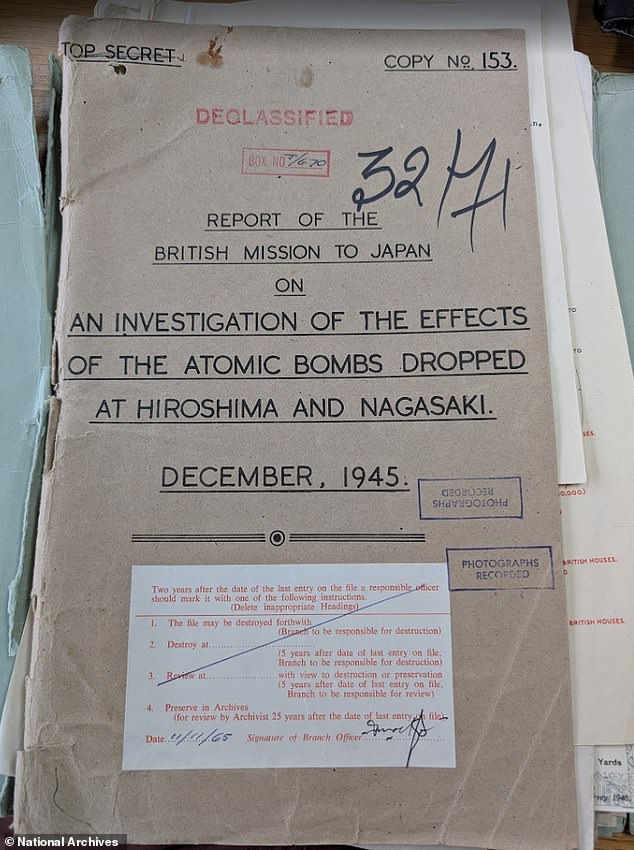 TOP SECRET.
COPY No. 153.
DECLASSIFIED
BOX NO 7/670
REPORT OF THE
BRITISH MISSION TO JAPAN
ON
AN INVESTIGATION OF THE EFFECTS
OF THE ATOMIC BOMBS DROPPED
AT HIROSHIMA AND NAGASAKI.
DECEMBER, 1945.
PHOTOGRAPHS
RECORDED
PHOTOGRAPHS
RECORDED
Two years after the date of the last entry on the file a responsible officer
should mark it with one of the following instructions.
(Delete inappropriate Headings)
1. The file may be destroyed forthwith
(Branch to be responsible for destruction)
2. Destroy at
(5 years after date of last entry on file;
Branch to be responsible for destruction)
3. Review at with view to destruction or preservation
(5 years after date of last entry on file,
Branch to be responsible for review)
4. Preserve in Archives
(for review by Archivist 25 years after the date of last entry on file)
Date 11/11/65 Signature of Branch Officer
BRITISH HOUSES.
BRITISH HOUSES.
Yards
© National Archives